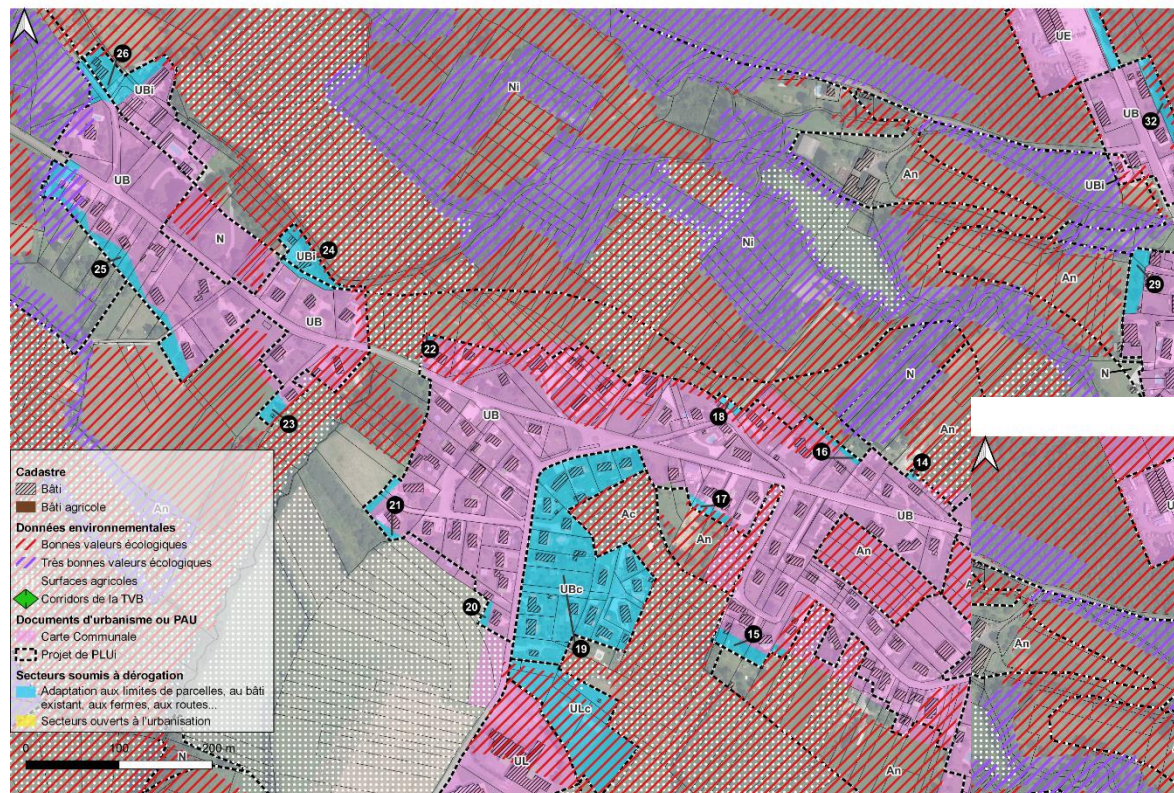 26
UBi
UE
Ni
UB
32
UB
An
UBi
N
24
UBi
Ni
25
An
29
UB
22
N
N
18
UB
23
16
14
An
Cadastre
Bâti
Bâti agricole
Données environnementales
Bonnes valeurs écologiques
Très bonnes valeurs écologiques
Surfaces agricoles
Corridors de la TVB
Documents d'urbanisme ou PAU
Carte Communale
Projet de PLUi
Secteurs soumis à dérogation
Adaptation aux limites de parcelles, au bâti
existant, aux fermes, aux routes...
Secteurs ouverts à l'urbanisation
0 100 200 m
An
N
21
17
Ac
UB
An
An
UBc
20
15
19
An
ULc
UL
An